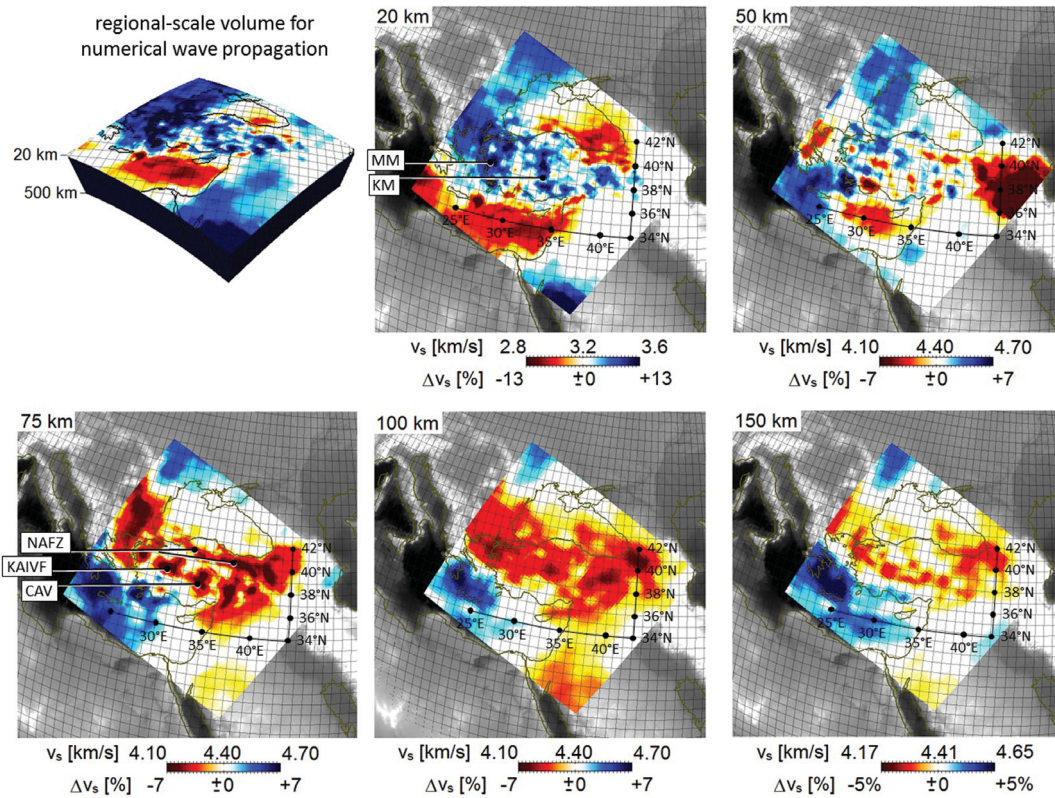 regional-scale volume for
numerical wave propagation
20 km
500 km
20 km
MM
KM
42°N
40°N
38°N
36°N
34°N
25°E
30°E
35°E
40°E
vs [km/s] 2.8 3.2 3.6
Δvs [%] -13 ±0 +13
50 km
42°N
40°N
38°N
36°N
34°N
25°E
30°E
35°E
40°E
vs [km/s] 4.10 4.40 4.70
Δvs [%] -7 ±0 +7
75 km
NAFZ
KAIVF
CAV
42°N
40°N
38°N
36°N
34°N
30°E
35°E
40°E
vs [km/s] 4.10 4.40 4.70
Δvs [%] -7 ±0 +7
100 km
42°N
40°N
38°N
36°N
34°N
25°E
30°E
35°E
40°E
vs [km/s] 4.10 4.40 4.70
Δvs [%] -7 ±0 +7
150 km
42°N
40°N
38°N
36°N
34°N
25°E
30°E
35°E
40°E
vs [km/s] 4.17 4.41 4.65
Δvs [%] -5% ±0 +5%